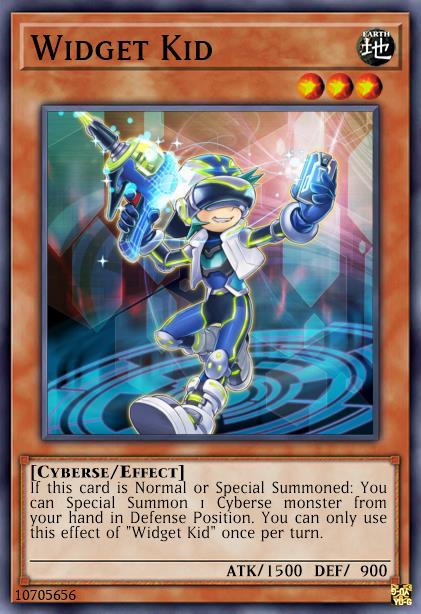 WIDGET KID
EARTH
地
[CYBERSE/EFFECT]
If this card is Normal or Special Summoned: You
can Special Summon 1 Cyberse monster from
your hand in Defense Position. You can only use
this effect of "Widget Kid" once per turn.
ATK/1500 DEF/ 900
10705656